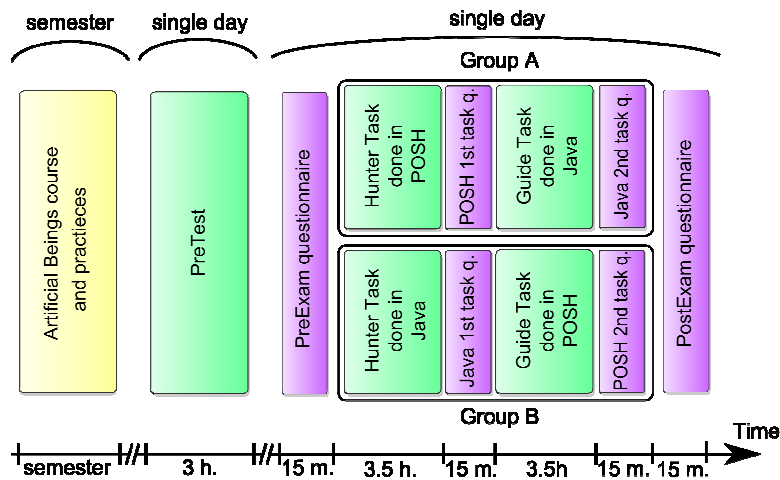 semester
single day
single day
Group A
Artificial Beings course
and practieces
PreTest
PreExam questionnaire
Hunter Task
done in
POSH
POSH 1st task q.
Guide Task
done in
Java
Java 2nd task q.
Hunter Task
done in
Java
Java 1st task q.
Guide Task
done in
POSH
POSH 2nd task q.
PostExam questionnaire
Group B
Time
semester
3 h.
15 m.
3.5 h.
15 m.
3.5h
15 m.
15 m.